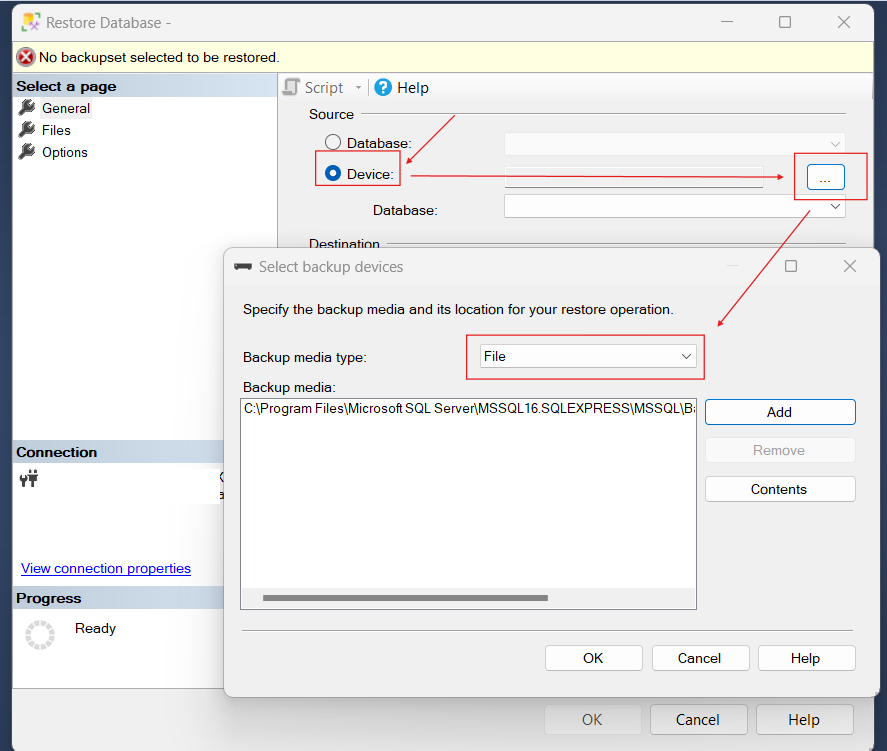 Restore Database -
No backupset selected to be restored.
Select a page
General
Files
Options
Script
Help
Source
Database:
Device:
...
Database:
Destination
Select backup devices
Specify the backup media and its location for your restore operation.
Backup media type:
File
Backup media:
C:\Program Files\Microsoft SQL Server\MSSQL16.SQLEXPRESS\MSSQL\Ba
Add
Remove
Contents
OK
Cancel
Help
Connection
View connection properties
Progress
Ready
OK
Cancel
Help